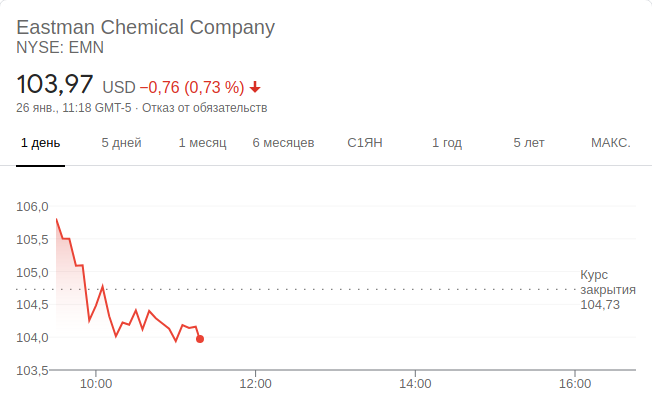 Eastman Chemical Company
NYSE: EMN
103,97 USD −0,76 (0,73 %)
26 янв., 11:18 GMT-5 · Отказ от обязательств
1 день 5 дней 1 месяц 6 месяцев С1ЯН 1 год 5 лет МАКС.
106,0
105,5
105,0
104,5
104,0
103,5
Курс
закрытия
104,73
10:00 12:00 14:00 16:00